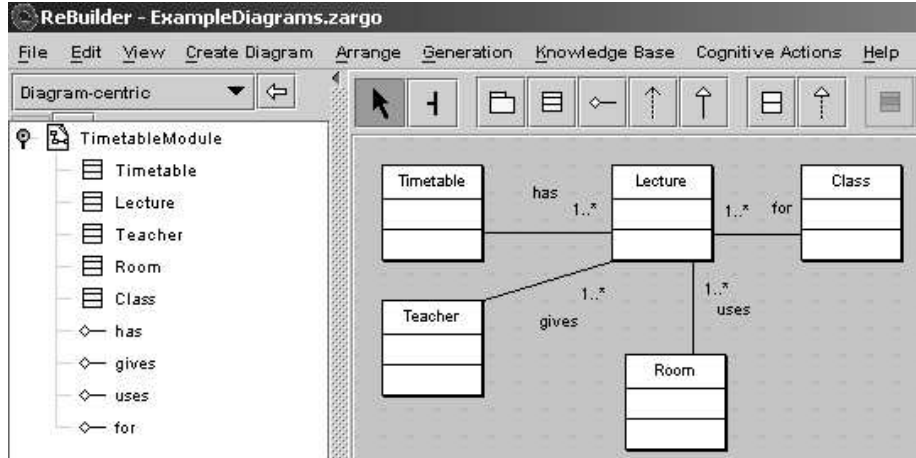 ReBuilder - ExampleDiagrams.zargo
File Edit View Create Diagram Arrange Generation Knowledge Base Cognitive Actions Help
Diagram-centric
TimetableModule
Timetable
Lecture
Teacher
Room
Class
has
gives
uses
for
Timetable
has
1..*
Lecture
1..* for
Class
Teacher
1..*
gives
1..*
uses
Room